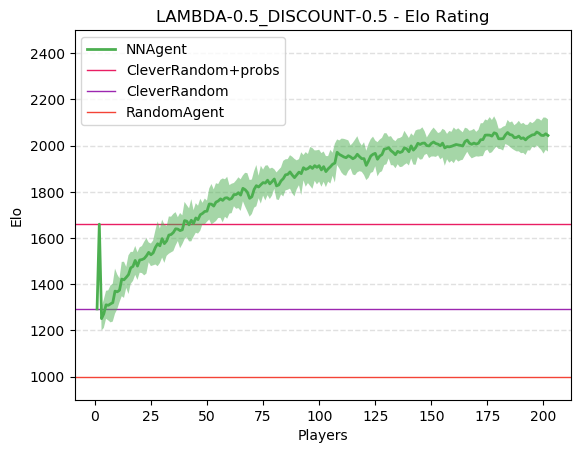 LAMBDA-0.5_DISCOUNT-0.5 - Elo Rating
NNAgent
CleverRandom+probs
CleverRandom
RandomAgent
Elo
2400
2200
2000
1800
1600
1400
1200
1000
0 25 50 75 100 125 150 175 200
Players